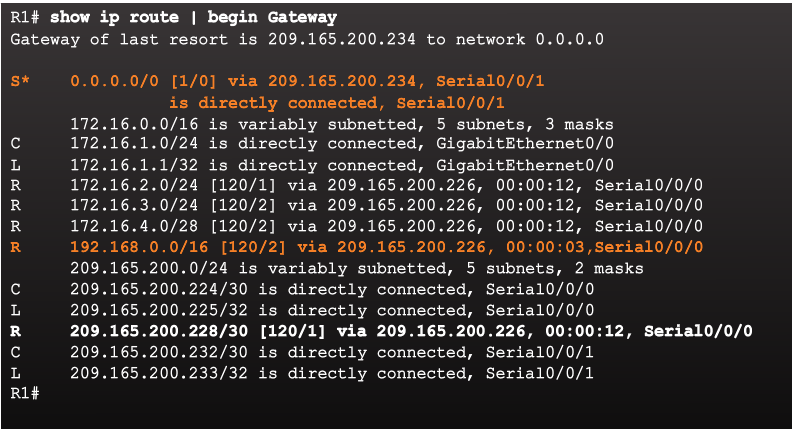 R1# show ip route | begin Gateway
Gateway of last resort is 209.165.200.234 to network 0.0.0.0
S* 0.0.0.0/0 [1/0] via 209.165.200.234, Serial0/0/1
is directly connected, Serial0/0/1
172.16.0.0/16 is variably subnetted, 5 subnets, 3 masks
C 172.16.1.0/24 is directly connected, GigabitEthernet0/0
L 172.16.1.1/32 is directly connected, GigabitEthernet0/0
R 172.16.2.0/24 [120/1] via 209.165.200.226, 00:00:12, Serial0/0/0
R 172.16.3.0/24 [120/2] via 209.165.200.226, 00:00:12, Serial0/0/0
R 172.16.4.0/28 [120/2] via 209.165.200.226, 00:00:12, Serial0/0/0
R 192.168.0.0/16 [120/2] via 209.165.200.226, 00:00:03,Serial0/0/0
209.165.200.0/24 is variably subnetted, 5 subnets, 2 masks
C 209.165.200.224/30 is directly connected, Serial0/0/0
L 209.165.200.225/32 is directly connected, Serial0/0/0
R 209.165.200.228/30 [120/1] via 209.165.200.226, 00:00:12, Serial0/0/0
C 209.165.200.232/30 is directly connected, Serial0/0/1
L 209.165.200.233/32 is directly connected, Serial0/0/1
R1#